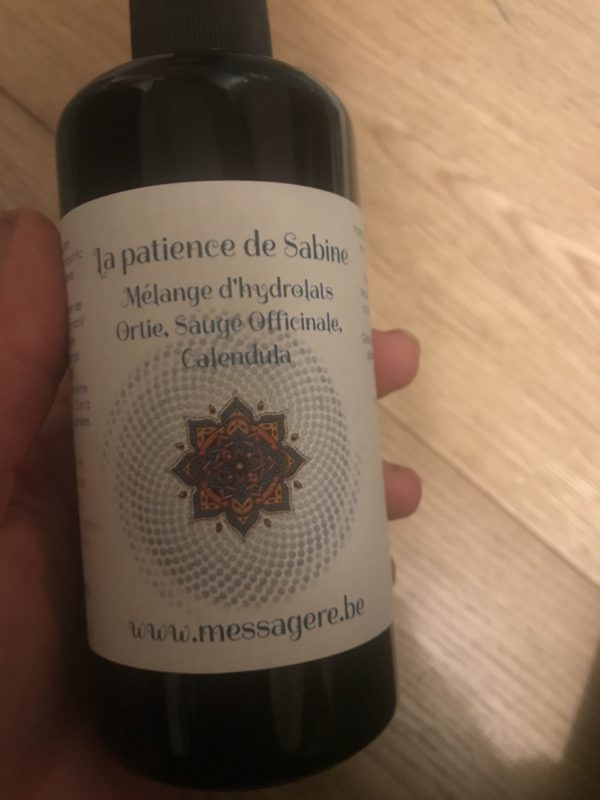 La patience de Sabine
Mélange d'hydrolats
Ortie, Sauge Officinale,
Calendula
www.messagere.be